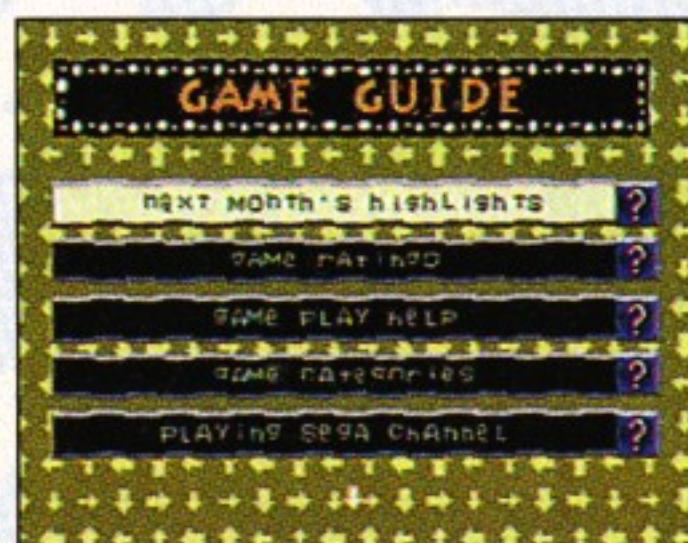 GAME GUIDE
next Month's highLights ?
game ratings ?
game PLAY heLP ?
game categories ?
PLAYing sega ChanneL ?